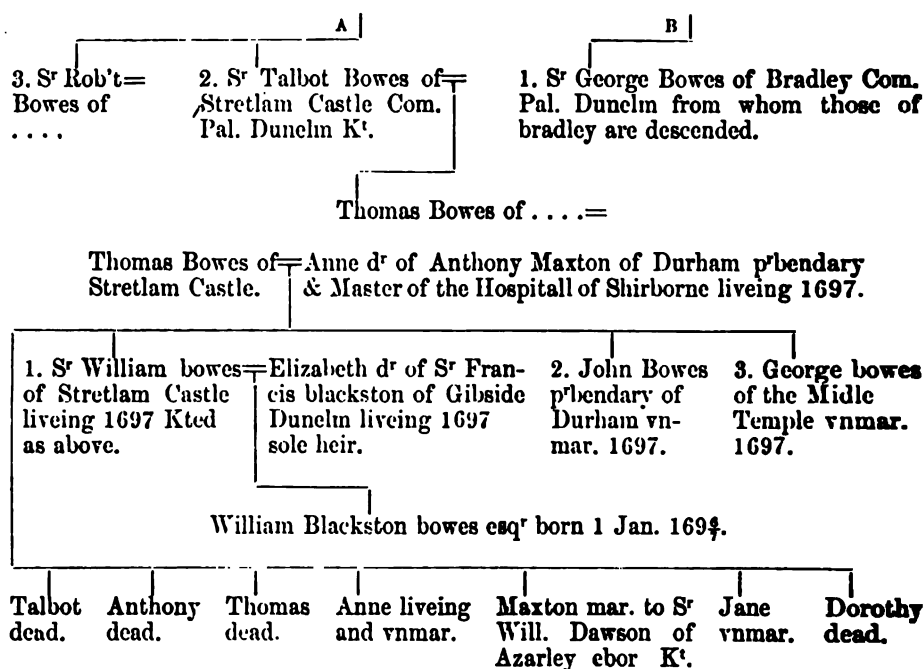 A B
3. Sʳ Rob't=
Bowes of
....
2. Sʳ Talbot Bowes of=
Stretlam Castle Com.
Pal. Dunelm Kᵗ.
1. Sʳ George Bowes of Bradley Com.
Pal. Dunelm from whom those of
bradley are descended.
Thomas Bowes of ....=
Thomas Bowes of=
Stretlam Castle.
Anne dʳ of Anthony Maxton of Durham pʳbendary
& Master of the Hospitall of Shirborne liveing 1697.
1. Sʳ William bowes=
of Stretlam Castle
liveing 1697 Kted
as above.
Elizabeth dʳ of Sʳ Fran-
cis blackston of Gibside
Dunelm liveing 1697
sole heir.
2. John Bowes
pʳbendary of
Durham vn-
mar. 1697.
3. George bowes
of the Midle
Temple vnmar.
1697.
William Blackston bowes esqʳ born 1 Jan.
Talbot
dead.
Anthony
dead.
Thomas
dead.
Anne liveing
and vnmar.
Maxton mar. to Sʳ
Will. Dawson of
Azarley ebor Kᵗ.
Jane
vnmar.
Dorothy
dead.